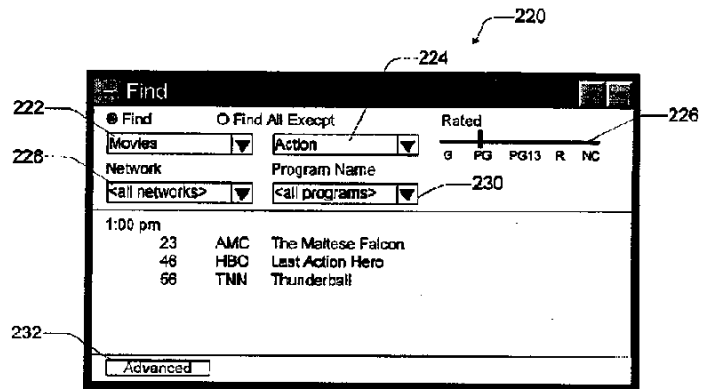 220
224
Find
222
Find
Find All Execpt
Rated
226
Movies
Action
G PG PG13 R NC
228
Network
Program Name
<all networks>
<all programs>
230
1:00 pm
23 AMC The Maltese Falcon
46 HBO Last Action Hero
56 TNN Thunderball
232
Advanced